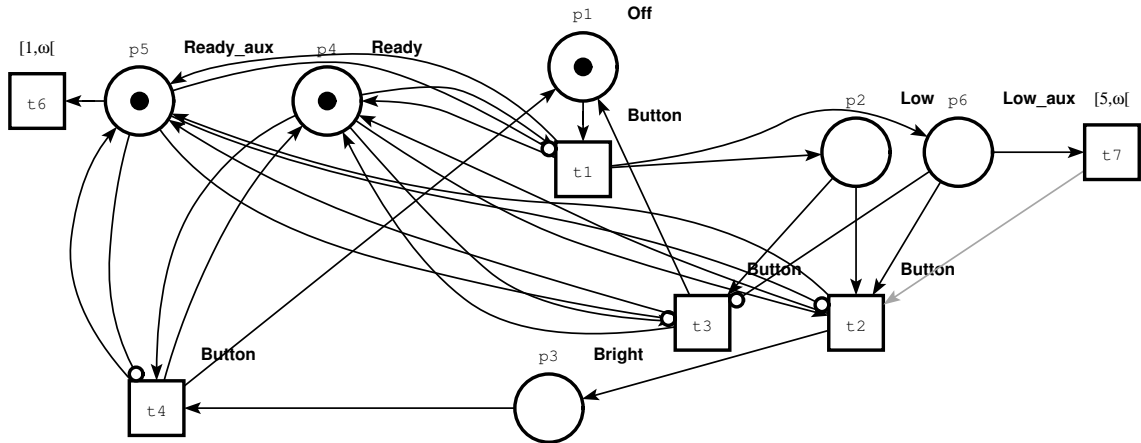 p1 Off
[1,ω[ p5 Ready_aux p4 Ready
t6
p2 Low p6 Low_aux [5,ω[
Button
t1 t7
Button Button
t3 t2
Button p3 Bright
t4